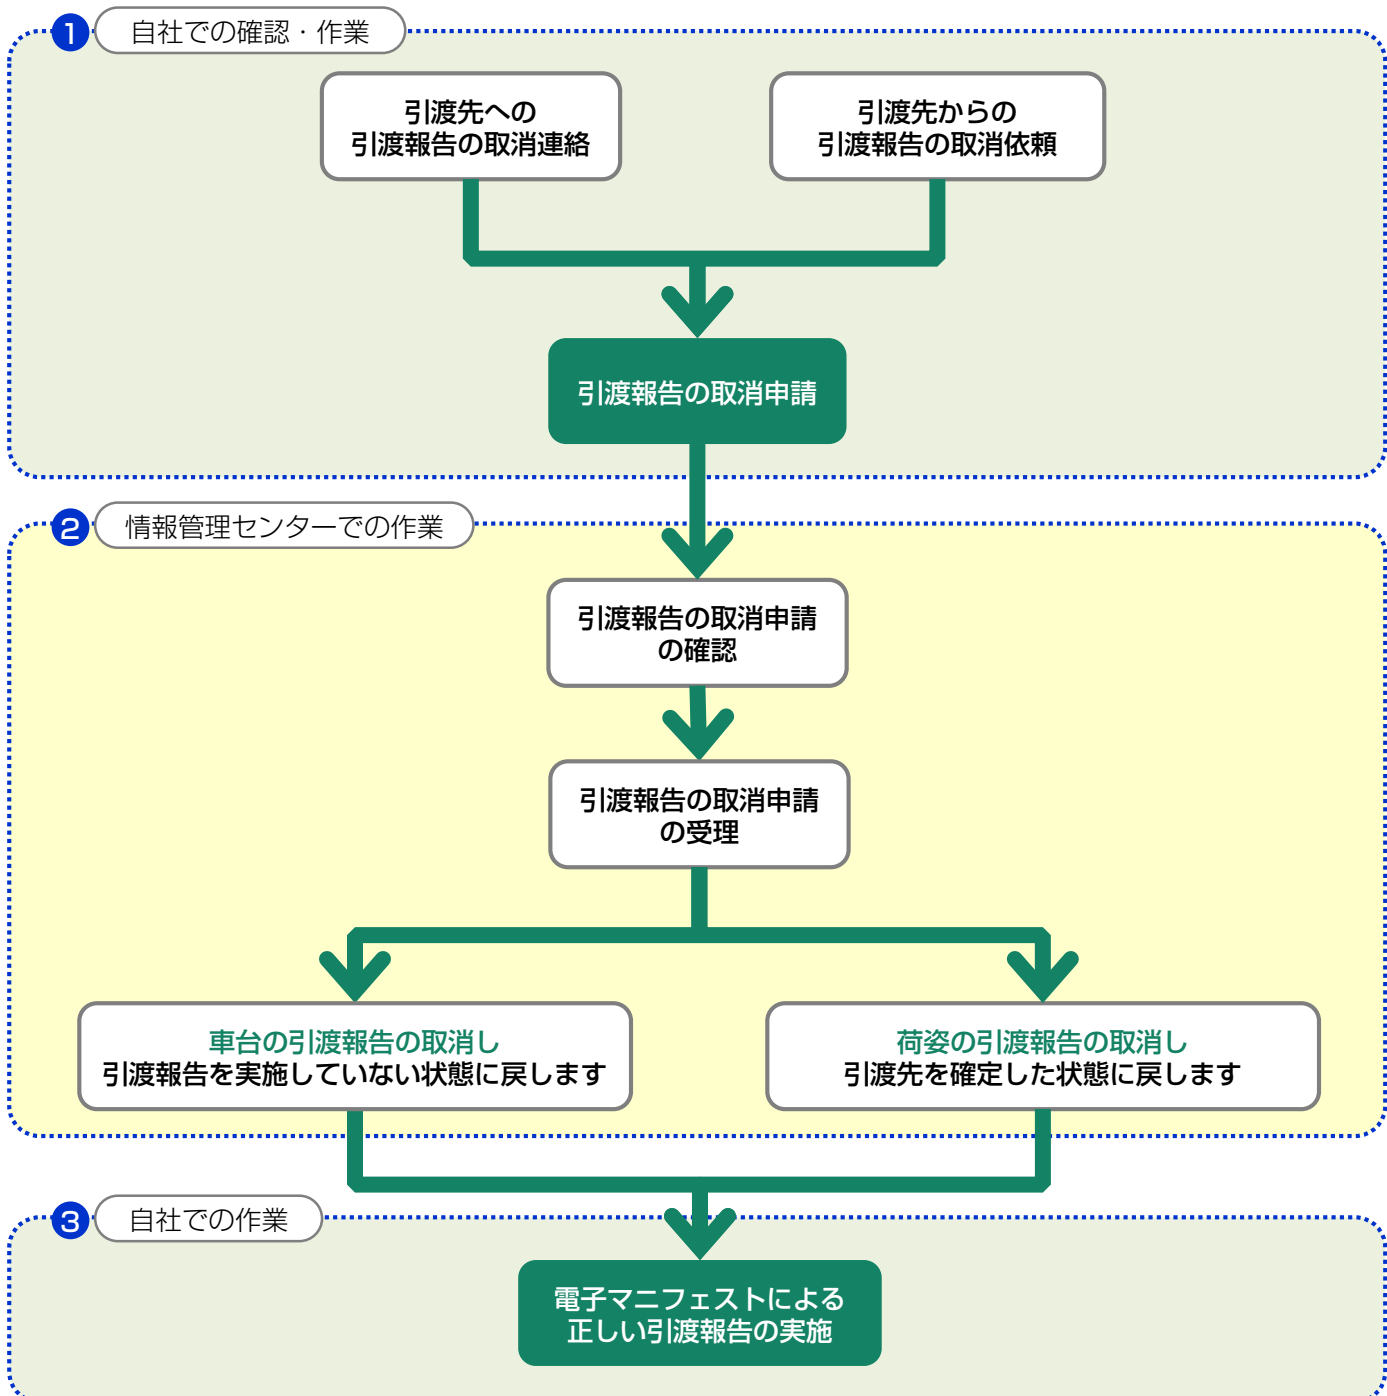 1 自社での確認・作業
引渡先への
引渡報告の取消連絡
引渡先からの
引渡報告の取消依頼
引渡報告の取消申請
2 情報管理センターでの作業
引渡報告の取消申請
の確認
引渡報告の取消申請
の受理
車台の引渡報告の取消し
引渡報告を実施していない状態に戻します
荷姿の引渡報告の取消し
引渡先を確定した状態に戻します
3 自社での作業
電子マニフェストによる
正しい引渡報告の実施